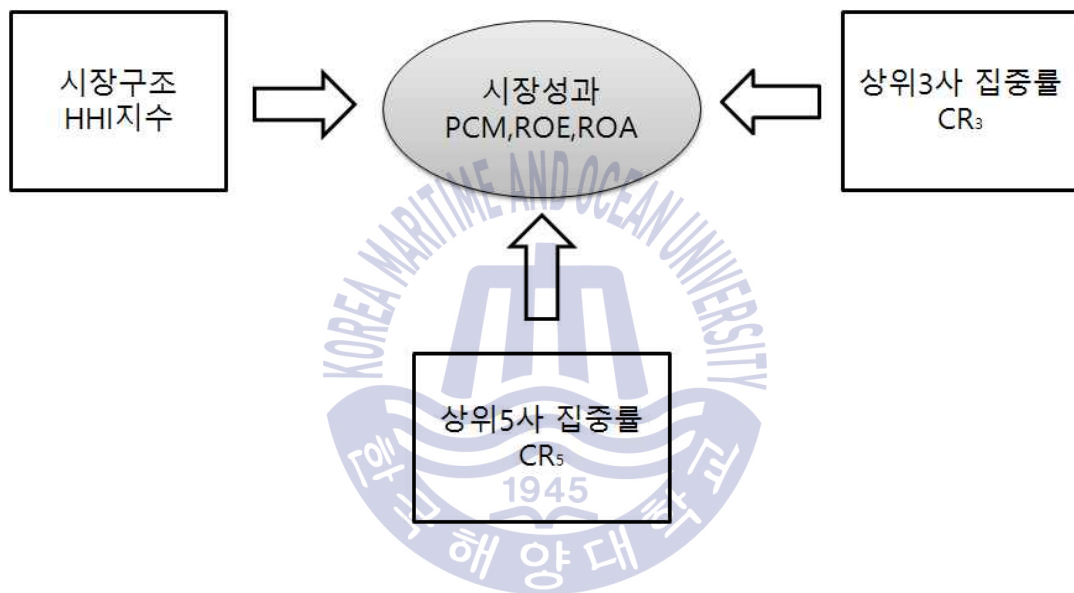 시장구조
HHI지수
시장성과
PCM,ROE,ROA
상위3사 집중률
CR₃
KOREA MARITIME AND OCEAN UNIVERSITY
상위5사 집중률
CR₅
1945
한국해양대학교